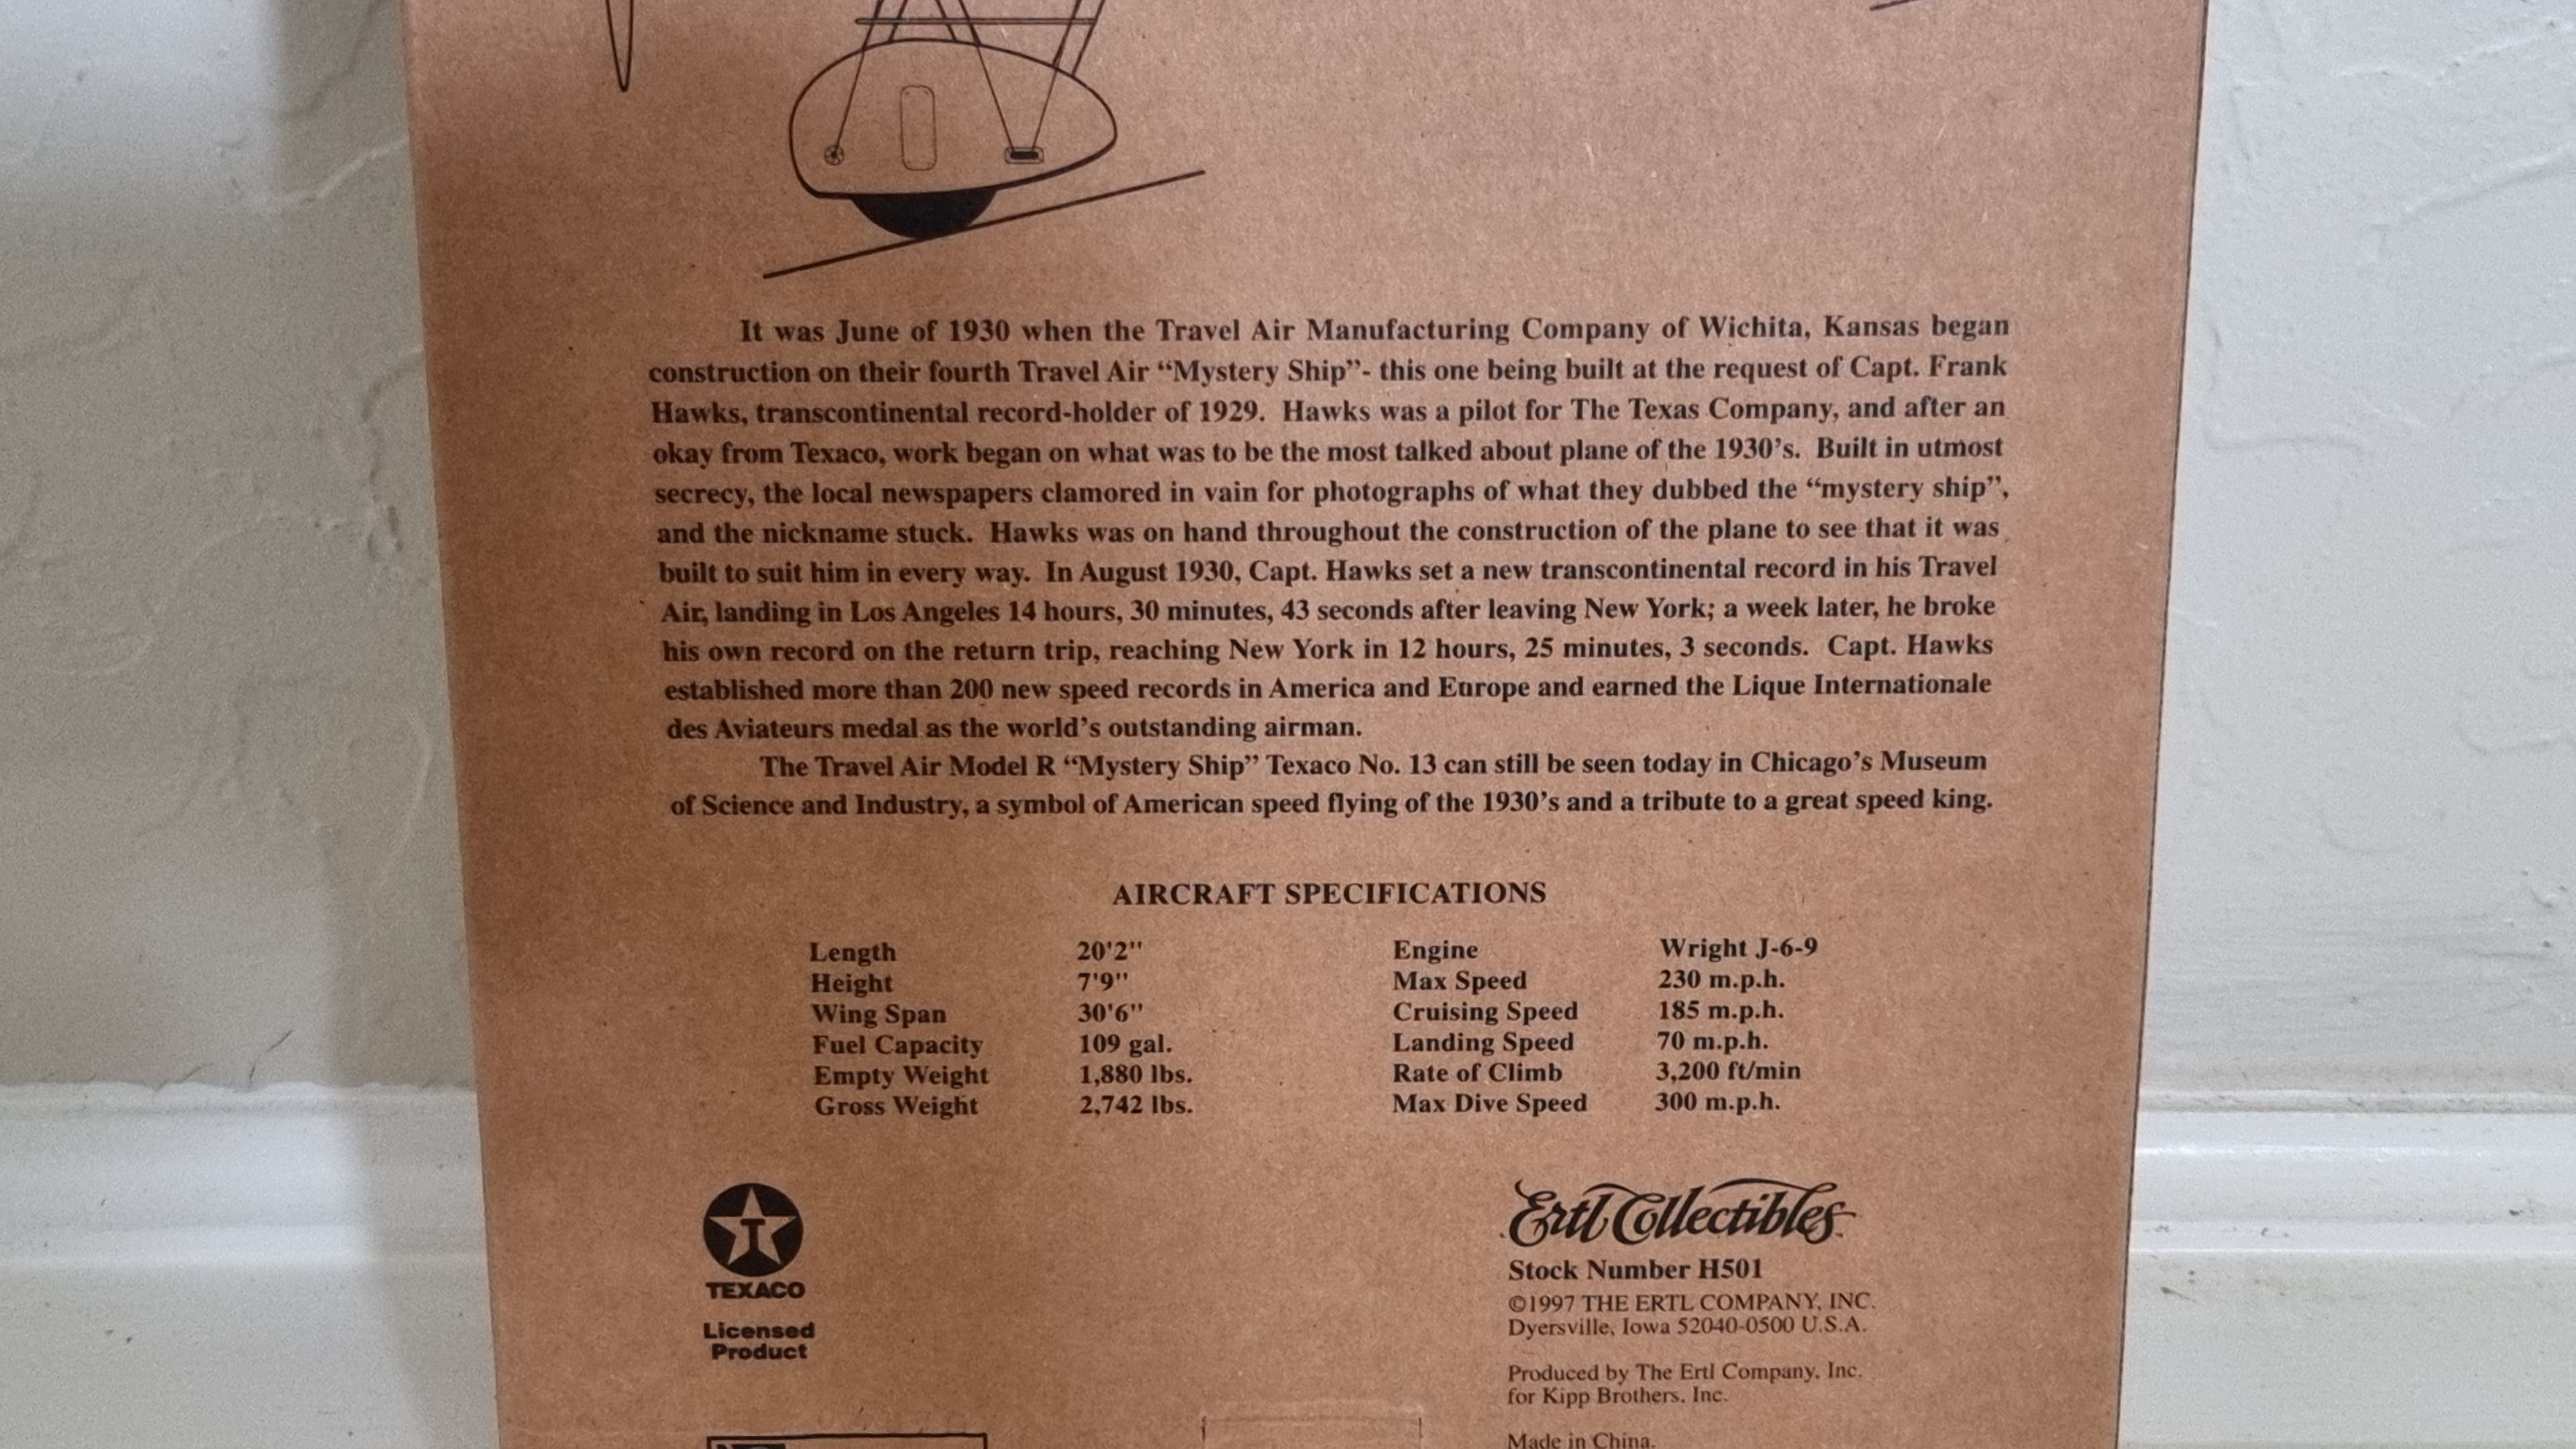 It was June of 1930 when the Travel Air Manufacturing Company of Wichita, Kansas began
construction on their fourth Travel Air “Mystery Ship”- this one being built at the request of Capt. Frank
Hawks, transcontinental record-holder of 1929. Hawks was a pilot for The Texas Company, and after an
okay from Texaco, work began on what was to be the most talked about plane of the 1930’s. Built in utmost
secrecy, the local newspapers clamored in vain for photographs of what they dubbed the “mystery ship”,
and the nickname stuck. Hawks was on hand throughout the construction of the plane to see that it was
built to suit him in every way. In August 1930, Capt. Hawks set a new transcontinental record in his Travel
Air, landing in Los Angeles 14 hours, 30 minutes, 43 seconds after leaving New York; a week later, he broke
his own record on the return trip, reaching New York in 12 hours, 25 minutes, 3 seconds. Capt. Hawks
established more than 200 new speed records in America and Europe and earned the Lique Internationale
des Aviateurs medal as the world’s outstanding airman.
The Travel Air Model R “Mystery Ship” Texaco No. 13 can still be seen today in Chicago’s Museum
of Science and Industry, a symbol of American speed flying of the 1930’s and a tribute to a great speed king.
AIRCRAFT SPECIFICATIONS
Length 20'2"
Height 7'9"
Wing Span 30'6"
Fuel Capacity 109 gal.
Empty Weight 1,880 lbs.
Gross Weight 2,742 lbs.
Engine Wright J-6-9
Max Speed 230 m.p.h.
Cruising Speed 185 m.p.h.
Landing Speed 70 m.p.h.
Rate of Climb 3,200 ft/min
Max Dive Speed 300 m.p.h.
T
TEXACO
Licensed
Product
Ertl Collectibles
Stock Number H501
©1997 THE ERTL COMPANY, INC.
Dyersville, Iowa 52040-0500 U.S.A.
Produced by The Ertl Company, Inc.
for Kipp Brothers, Inc.
Made in China.